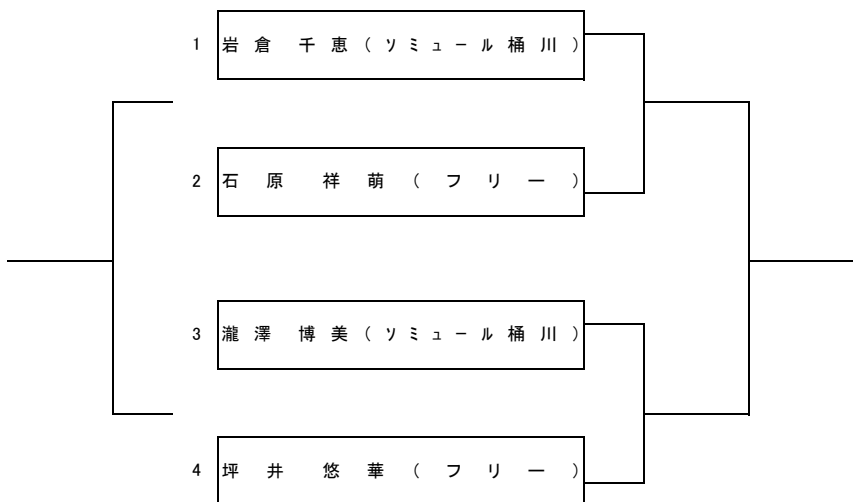 1 岩倉 千恵(ソミュール桶川)
2 石原 祥萌(フリー)
3 瀧澤 博美(ソミュール桶川)
4 坪井 悠華(フリー)